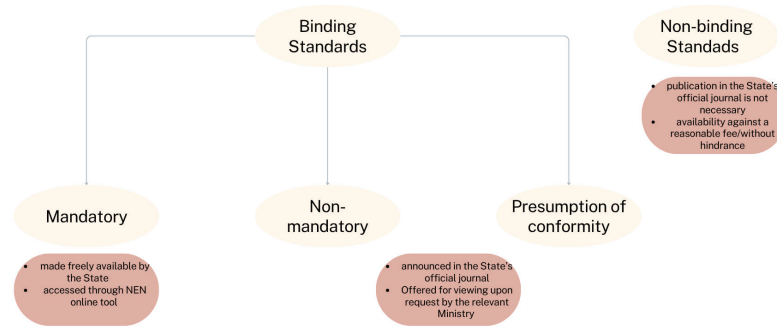 Binding
Standards
Non-binding
Standads
• publication in the State's
official journal is not
necessary
• availability against a
reasonable fee/without
hindrance
Mandatory
Non-
mandatory
Presumption of
conformity
• made freely available by
the State
• accessed through NEN
online tool
• announced in the State's
official journal
• Offered for viewing upon
request by the relevant
Ministry